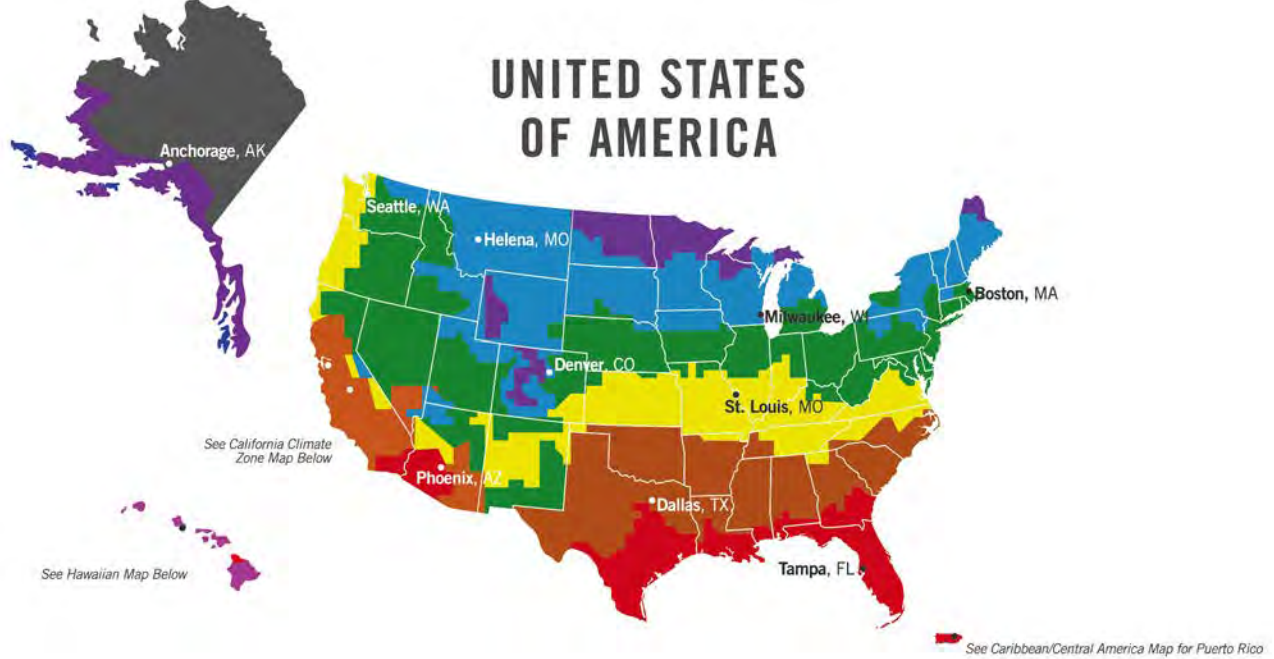 UNITED STATES
OF AMERICA
Anchorage, AK
Seattle, WA
Helena, MO
Boston, MA
Milwaukee, WI
Denver, CO
St. Louis, MO
See California Climate
Zone Map Below
Phoenix, AZ
Dallas, TX
See Hawaiian Map Below
Tampa, FL
See Caribbean/Central America Map for Puerto Rico